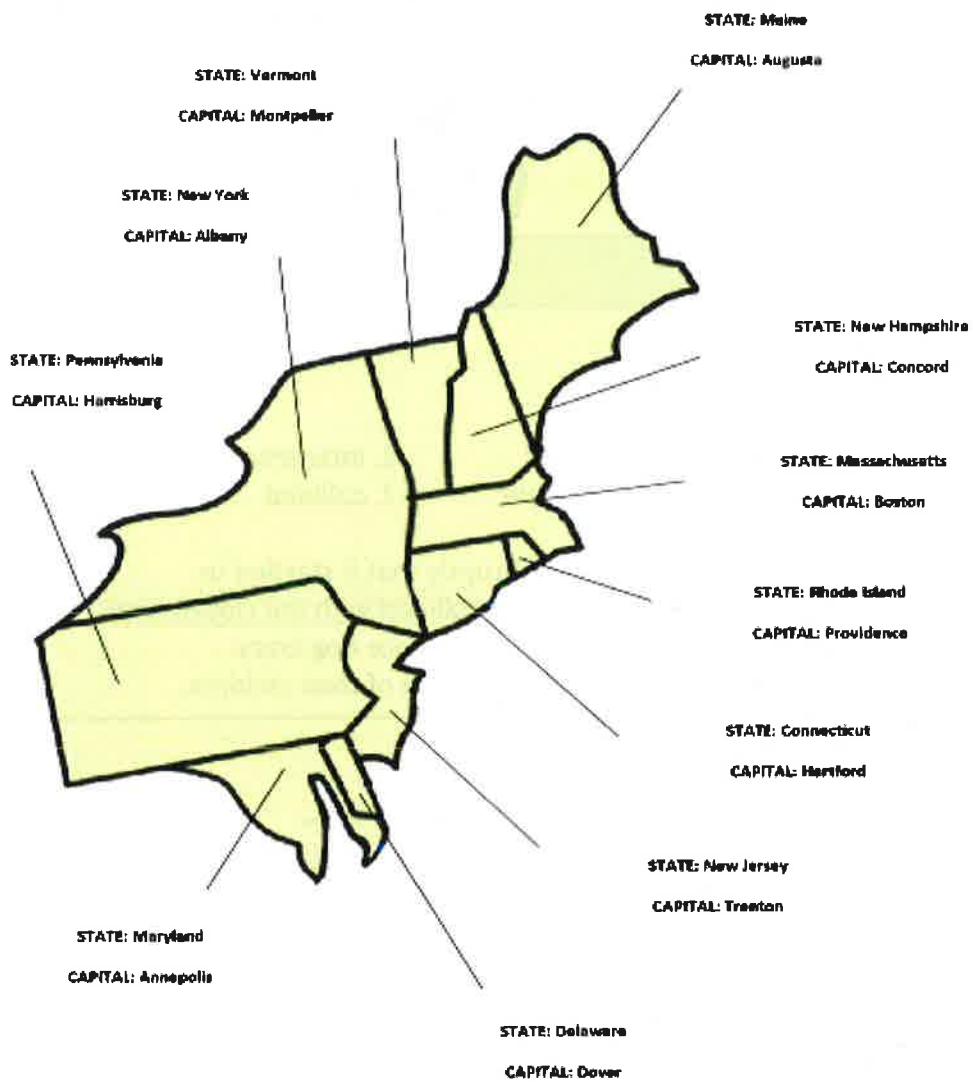 STATE: Maine
CAPITAL: Augusta
STATE: Vermont
CAPITAL: Montpelier
STATE: New York
CAPITAL: Albany
STATE: New Hampshire
CAPITAL: Concord
STATE: Pennsylvania
CAPITAL: Harrisburg
STATE: Massachusetts
CAPITAL: Boston
STATE: Rhode Island
CAPITAL: Providence
STATE: Connecticut
CAPITAL: Hartford
STATE: New Jersey
CAPITAL: Trenton
STATE: Maryland
CAPITAL: Annapolis
STATE: Delaware
CAPITAL: Dover